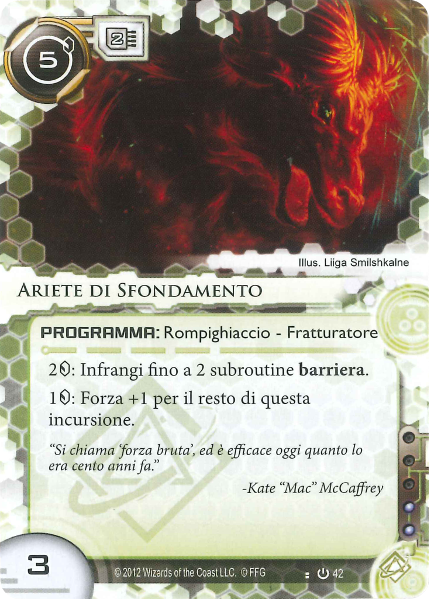 5
2
Illus. Liiga Smilshkalne
ARIETE DI SFONDAMENTO
PROGRAMMA: Rompighiaccio - Fratturatore
2: Infrangi fino a 2 subroutine barriera.
1: Forza +1 per il resto di questa
incursione.
“Si chiama ‘forza bruta’, ed è efficace oggi quanto lo
era cento anni fa.”
-Kate “Mac” McCaffrey
3
© 2012 Wizards of the Coast LLC. © FFG
42